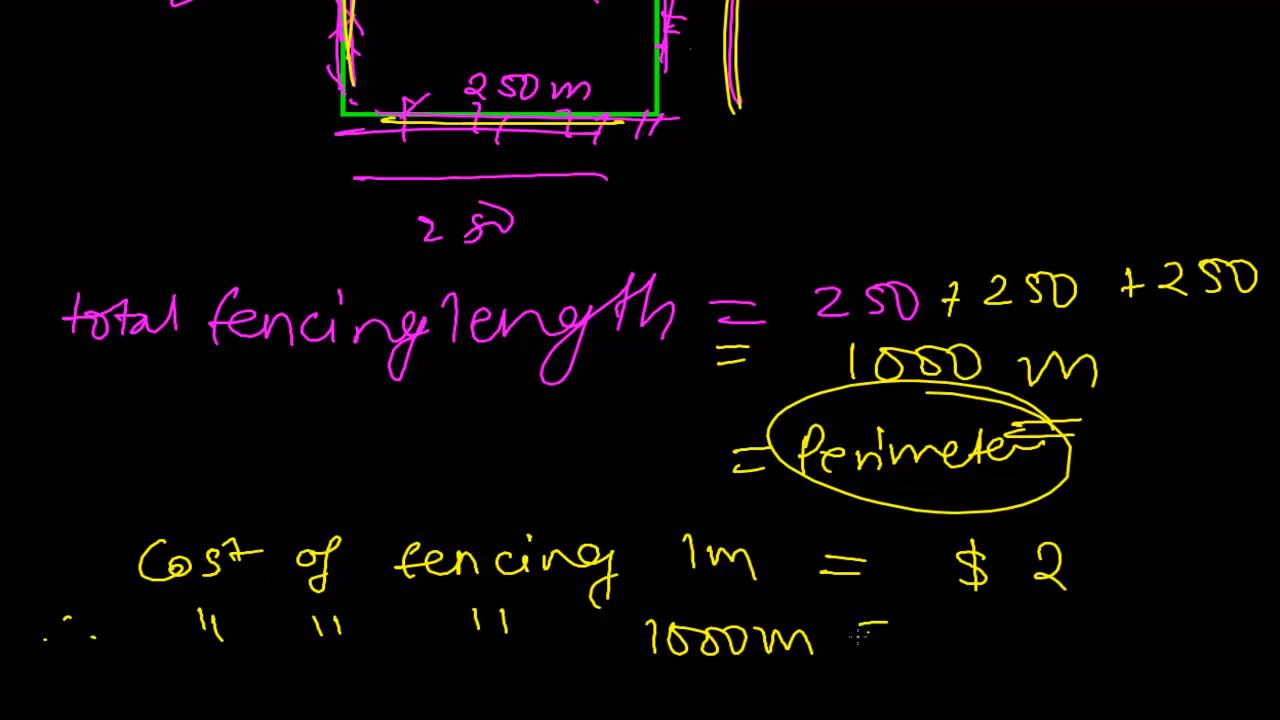 250 m
250
total fencing length = 250 + 250 + 250
= 1000 m
= Perimeter
Cost of fencing 1m = $ 2
∴ " " " 1000m =